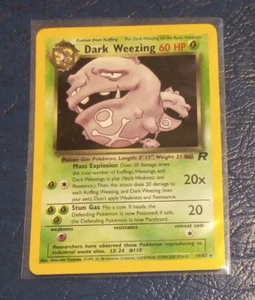 Evolves from Koffing
Put Dark Weezing on the Basic Pokémon
Dark Weezing 60 HP
Poison Gas Pokémon. Length: 3' 11", Weight: 21 lbs.
Mass Explosion Does 20 damage times
the total number of Koffings, Weezings, and
Dark Weezings in play. (Apply Weakness and
Resistance.) Then, this attack does 20 damage to
each Koffing, Weezing, and Dark Weezing (even
your own). Don't apply Weakness and
20x
Stun Gas Flip a coin. If heads, the
Defending Pokémon is now Poisoned; if tails, the
Defending Pokémon is now Paralyzed.
20
weakness resistance retreat cost
Researchers have observed these Pokémon reproducing at
industrial waste sites. LV. 24 #110
14/82